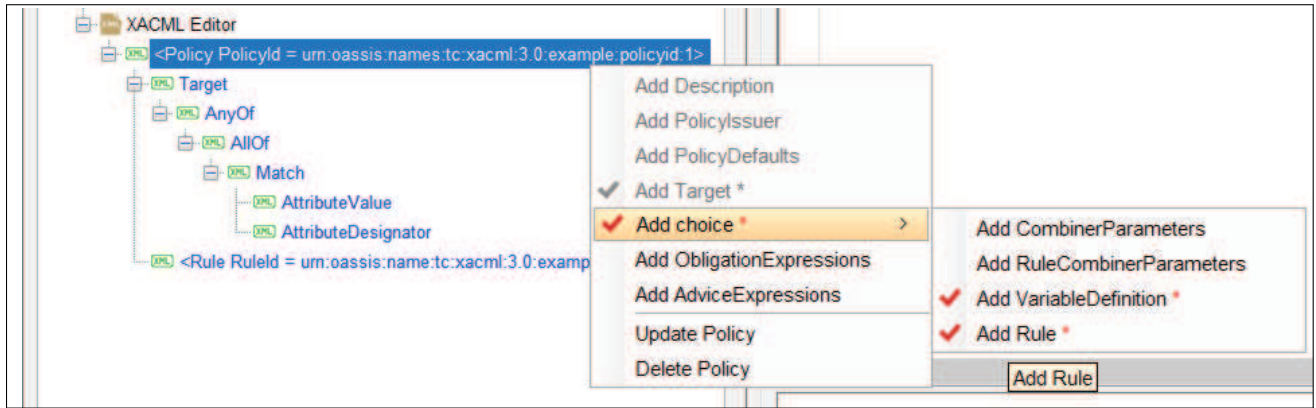 XACML Editor
<Policy PolicyId = urn:oassis:names:tc:xacml:3.0:example:policyid:1>
Target
AnyOf
AllOf
Match
AttributeValue
AttributeDesignator
<Rule RuleId = urn:oassis:name:tc:xacml:3.0:examp
Add Description
Add PolicyIssuer
Add PolicyDefaults
Add Target *
Add choice *
Add ObligationExpressions
Add AdviceExpressions
Update Policy
Delete Policy
Add CombinerParameters
Add RuleCombinerParameters
Add VariableDefinition *
Add Rule *
Add Rule